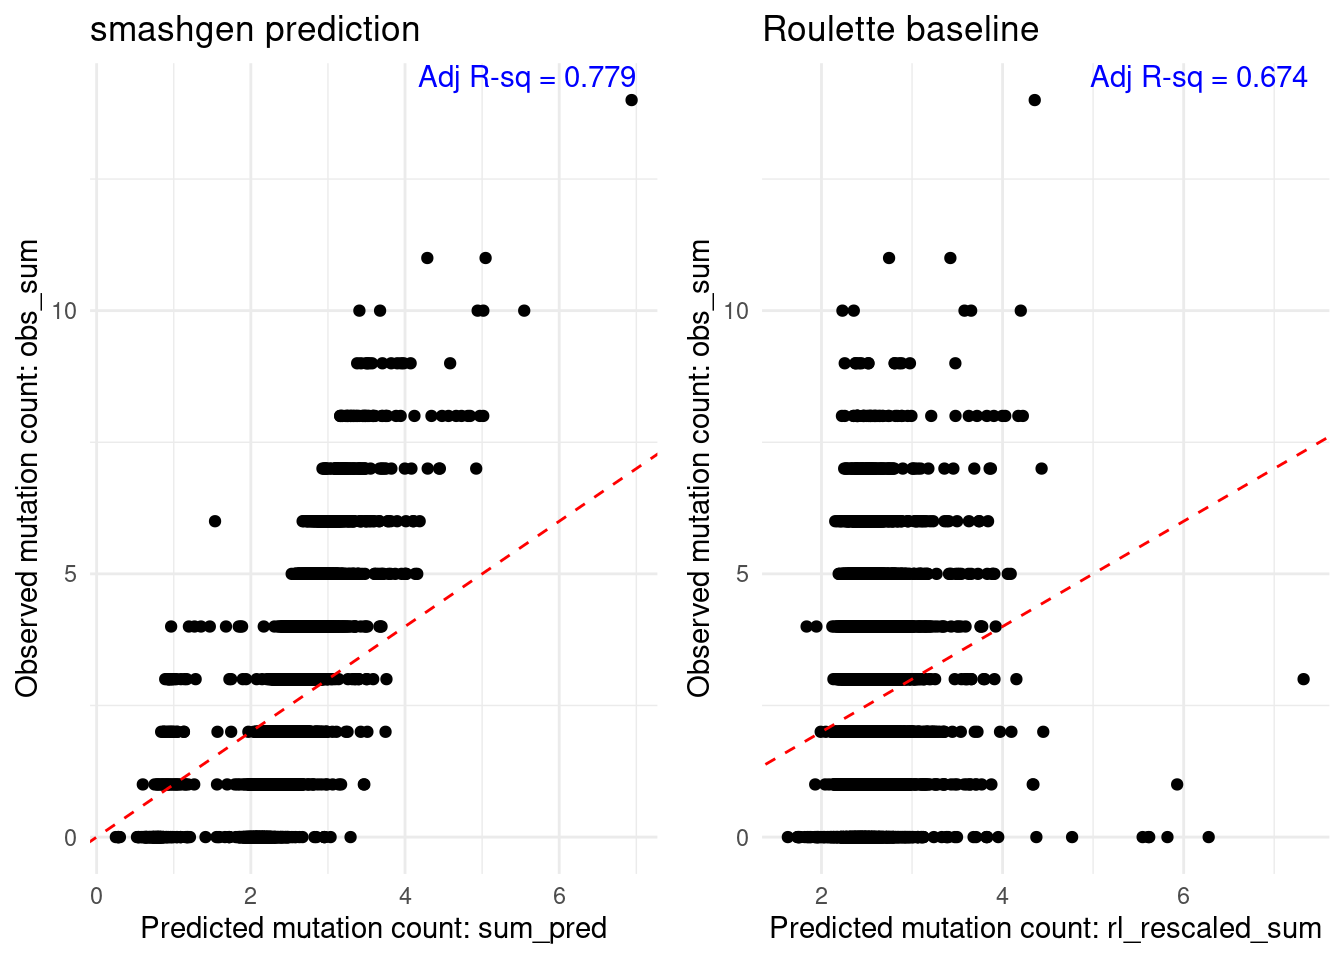 smashgen prediction
Adj R-sq = 0.779
Observed mutation count: obs_sum
10
5
0
0
2
4
6
Predicted mutation count: sum_pred
Roulette baseline
Adj R-sq = 0.674
Observed mutation count: obs_sum
10
5
0
2
4
6
Predicted mutation count: rl_rescaled_sum